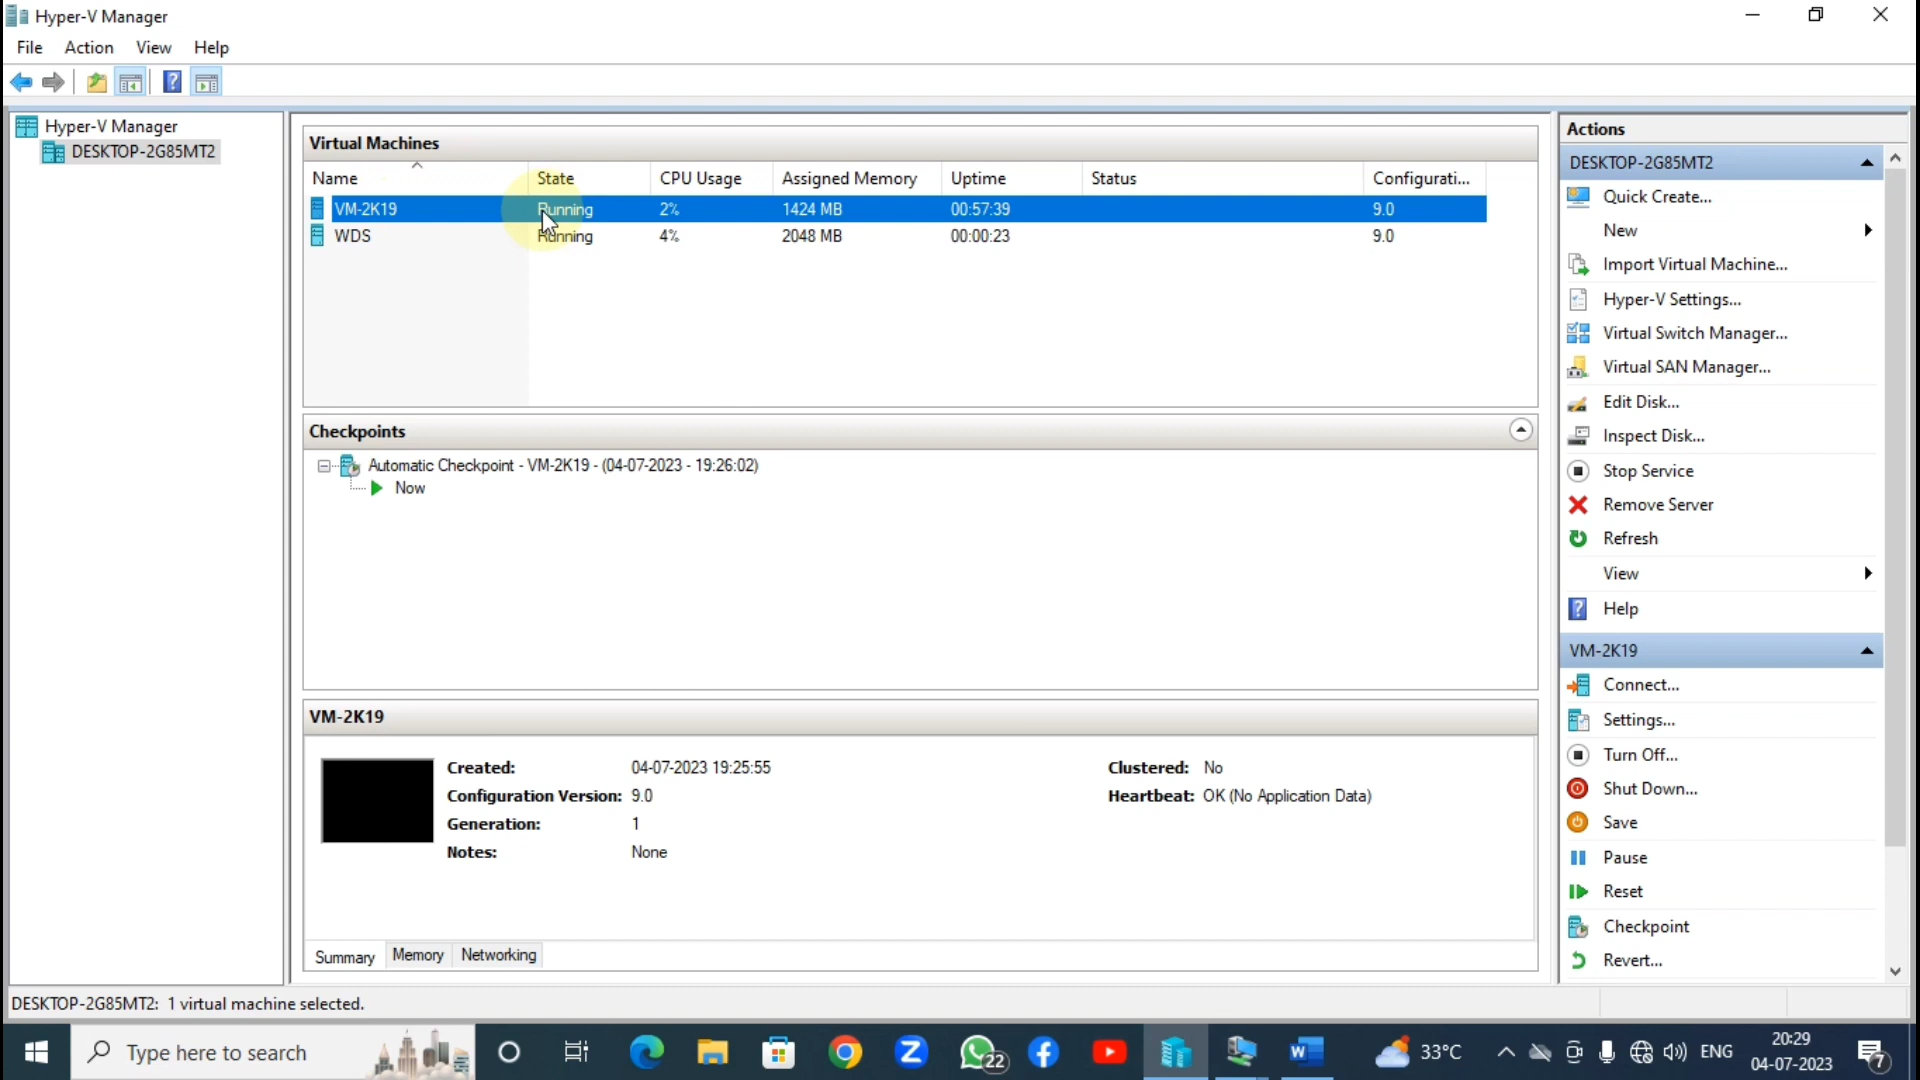 Hyper-V Manager
File Action View Help
?
Hyper-V Manager
DESKTOP-2G85MT2
Virtual Machines
Name State CPU Usage Assigned Memory Uptime Status Configurati...
VM-2K19 Running 2% 1424 MB 00:57:39 9.0
WDS Running 4% 2048 MB 00:00:23 9.0
Checkpoints
Automatic Checkpoint - VM-2K19 - (04-07-2023 - 19:26:02)
Now
VM-2K19
Created: 04-07-2023 19:25:55
Configuration Version: 9.0
Generation: 1
Notes: None
Clustered: No
Heartbeat: OK (No Application Data)
Summary Memory Networking
Actions
DESKTOP-2G85MT2
Quick Create...
New
Import Virtual Machine...
Hyper-V Settings...
Virtual Switch Manager...
Virtual SAN Manager...
Edit Disk...
Inspect Disk...
Stop Service
Remove Server
Refresh
View
? Help
VM-2K19
Connect...
Settings...
Turn Off...
Shut Down...
Save
Pause
Reset
Checkpoint
Revert...
DESKTOP-2G85MT2: 1 virtual machine selected.
Type here to search
Z
22
f
W
33°C
ENG
20:29
04-07-2023
7